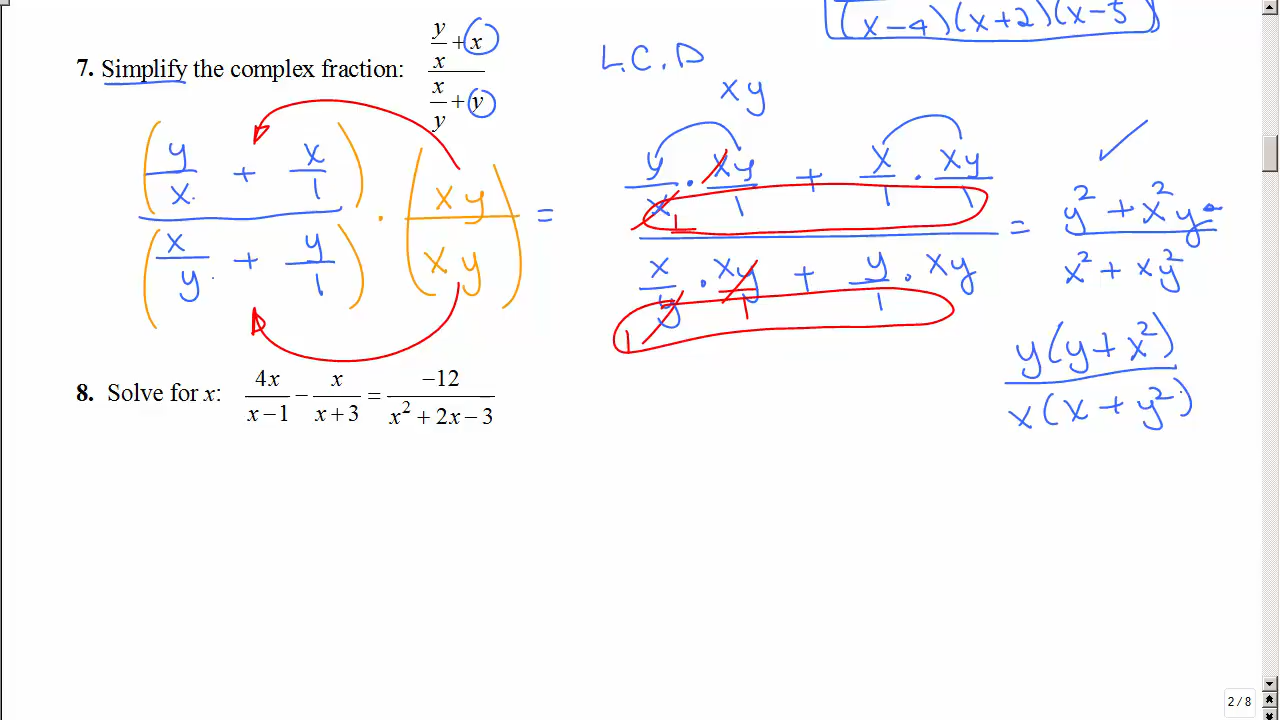 (x-4)(x+2)(x-5)
7. Simplify the complex fraction: (y/x + x)/(x/y + y)
L.C.D
xy
((y/x + x/1)/(x/y + y/1)) · (xy/xy) = (y/x · xy/1 + x/1 · xy/1)/(x/y · xy/1 + y/1 · xy) = (y² + x²y)/(x² + xy²)
1
1
y(y + x²)/x(x + y²)
8. Solve for x: 4x/(x−1) − x/(x+3) = −12/(x² + 2x − 3)
2 / 8